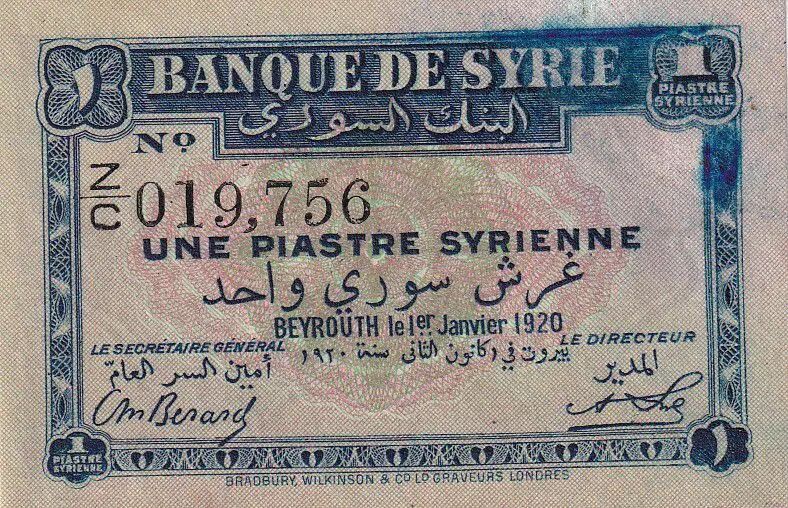 ١ BANQUE DE SYRIE 1
PIASTRE
SYRIENNE
البنك السوري
No
Z/C 019,756
UNE PIASTRE SYRIENNE
غرش سوري واحد
BEYROUTH le 1er Janvier 1920
LE SECRÉTAIRE GÉNÉRAL
LE DIRECTEUR
بيروت في ١ كانون الثاني سنة ١٩٢٠
أمين السر العام
المدير
1
PIASTRE
SYRIENNE
١
BRADBURY, WILKINSON & Co LD GRAVEURS LONDRES